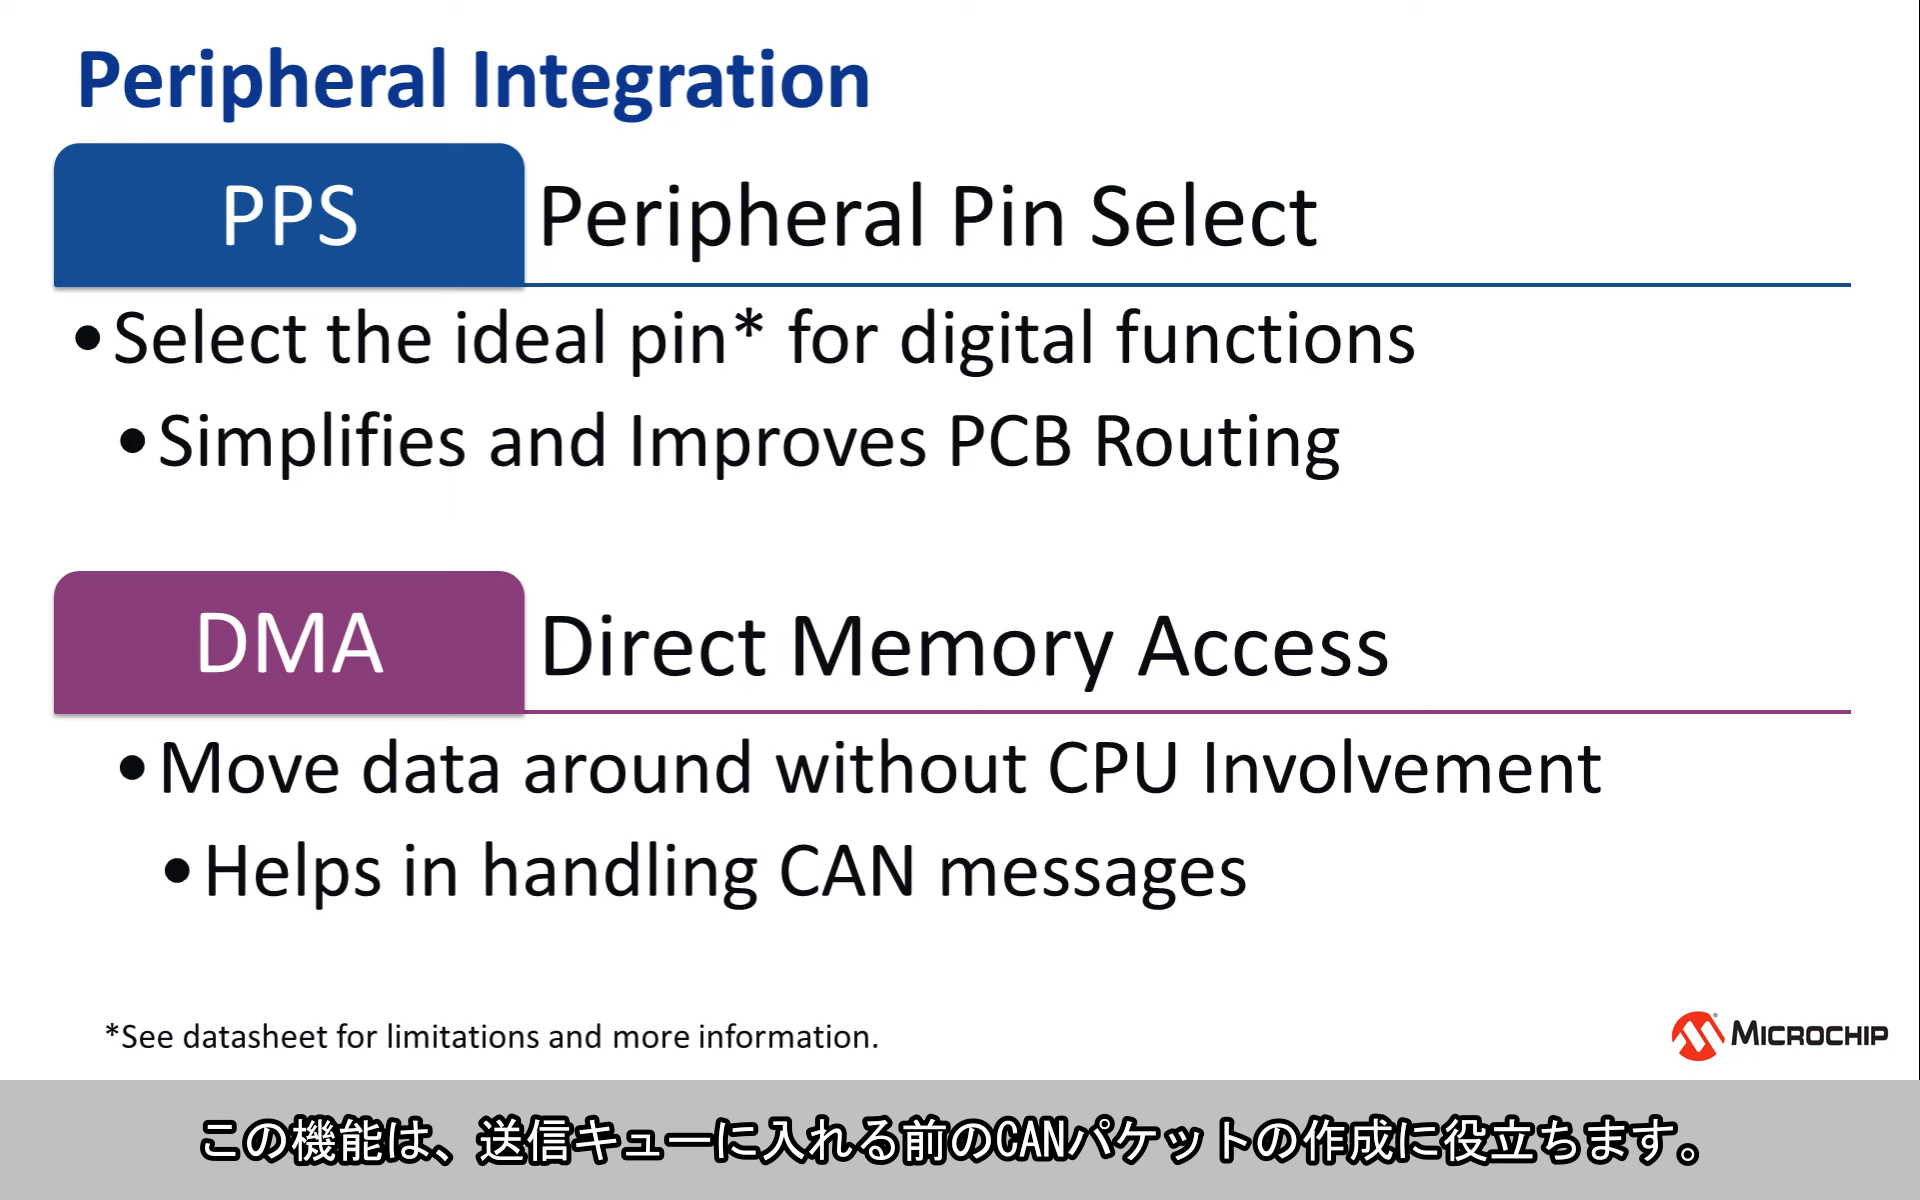 Peripheral Integration
PPS
Peripheral Pin Select
•Select the ideal pin* for digital functions
•Simplifies and Improves PCB Routing
DMA
Direct Memory Access
•Move data around without CPU Involvement
•Helps in handling CAN messages
*See datasheet for limitations and more information.
MICROCHIP
この機能は、送信キューに入れる前のCANパケットの作成に役立ちます。